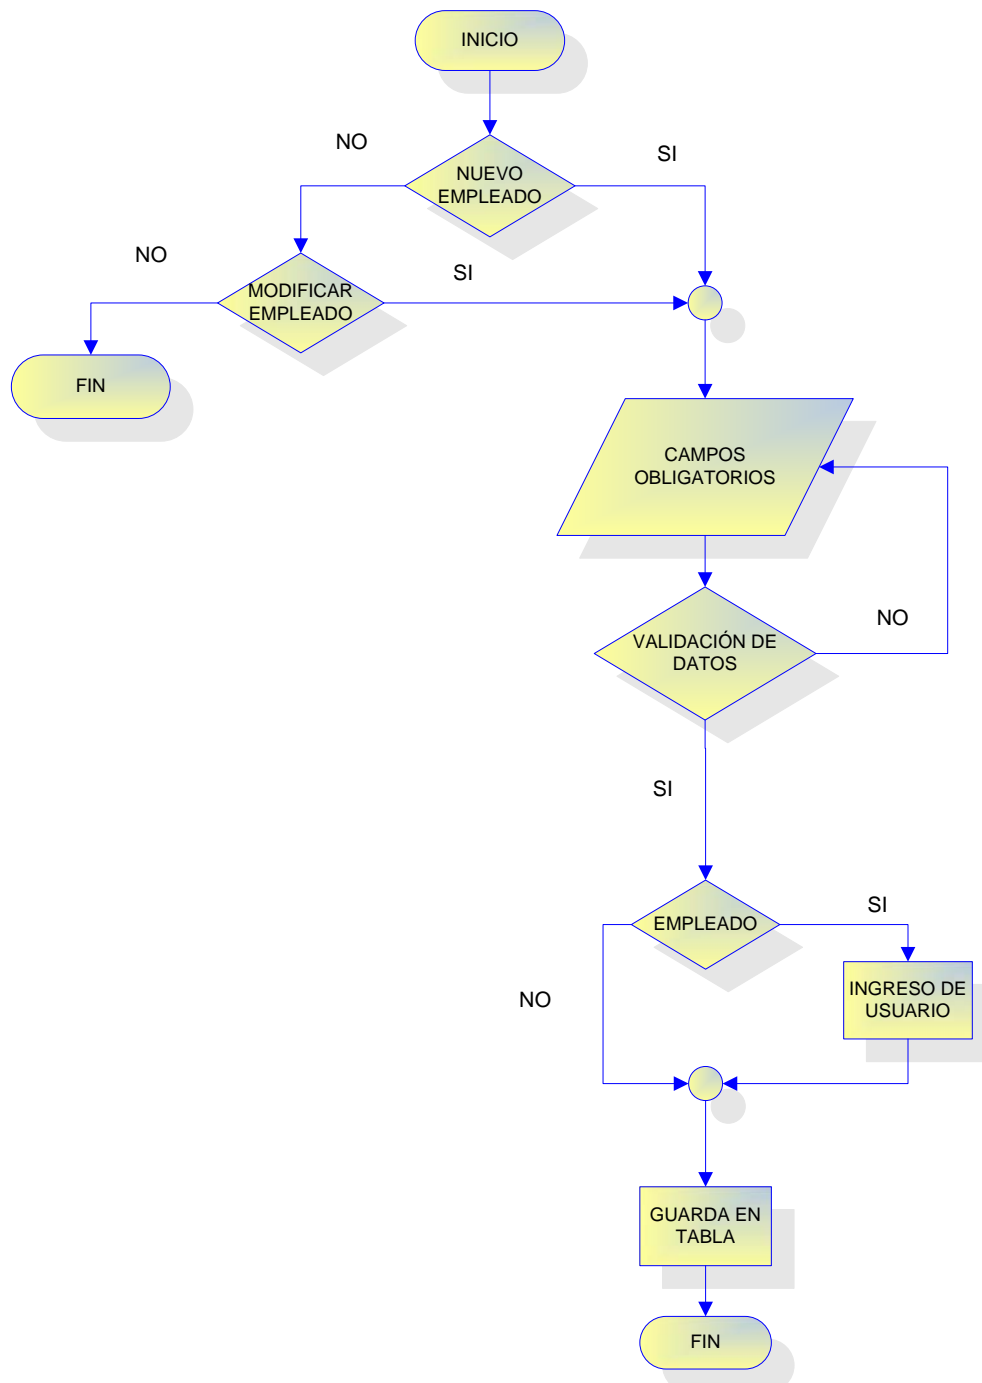 INICIO
NO
SI
NUEVO
EMPLEADO
NO
SI
MODIFICAR
EMPLEADO
FIN
CAMPOS
OBLIGATORIOS
NO
VALIDACIÓN DE
DATOS
SI
EMPLEADO
SI
NO
INGRESO DE
USUARIO
GUARDA EN
TABLA
FIN